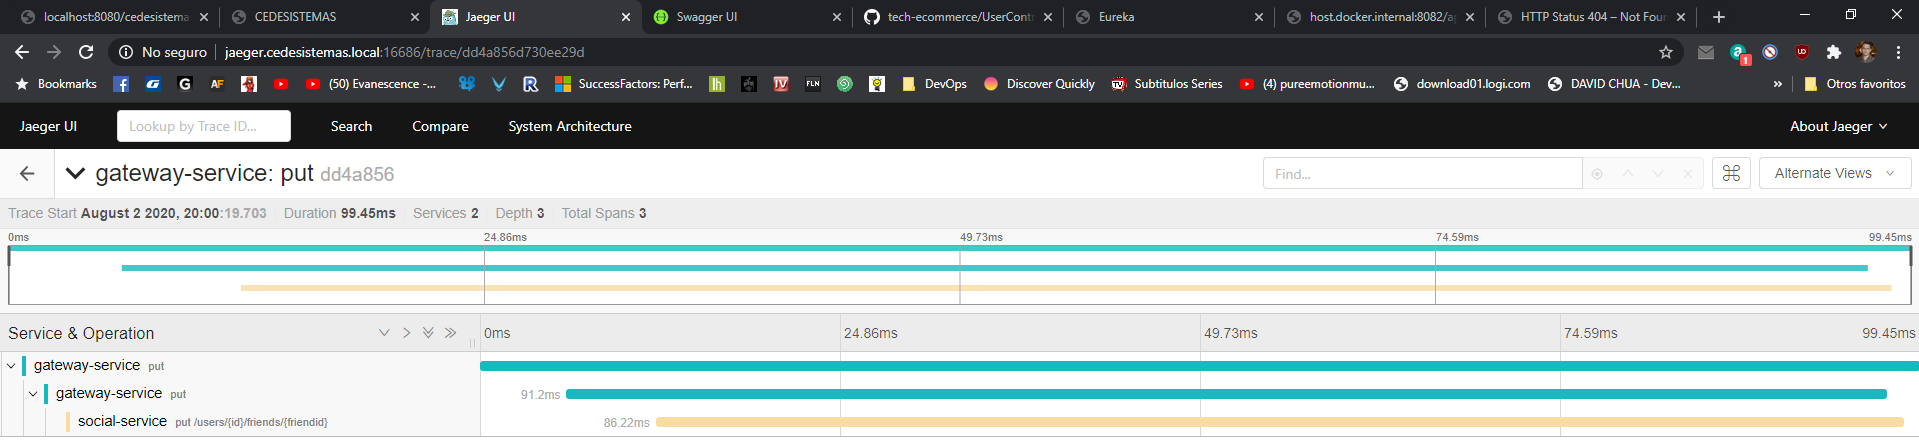 localhost:8080/cedesistema CEDESISTEMAS Jaeger UI Swagger UI tech-ecommerce/UserContr Eureka host.docker.internal:8082/a HTTP Status 404 – Not Four
No seguro jaeger.cedesistemas.local:16686/trace/dd4a856d730ee29d 1
Bookmarks (50) Evanescence -... SuccessFactors: Perf... DevOps Discover Quickly Subtitulos Series (4) pureemotionmu... download01.logi.com DAVID CHUA - Dev... » Otros favoritos
Jaeger UI Lookup by Trace ID... Search Compare System Architecture About Jaeger
gateway-service: put dd4a856 Find... Alternate Views
Trace Start August 2 2020, 20:00:19.703 Duration 99.45ms Services 2 Depth 3 Total Spans 3
0ms 24.86ms 49.73ms 74.59ms 99.45ms
Service & Operation 0ms 24.86ms 49.73ms 74.59ms 99.45ms
gateway-service put
gateway-service put 91.2ms
social-service put /users/{id}/friends/{friendid} 86.22ms